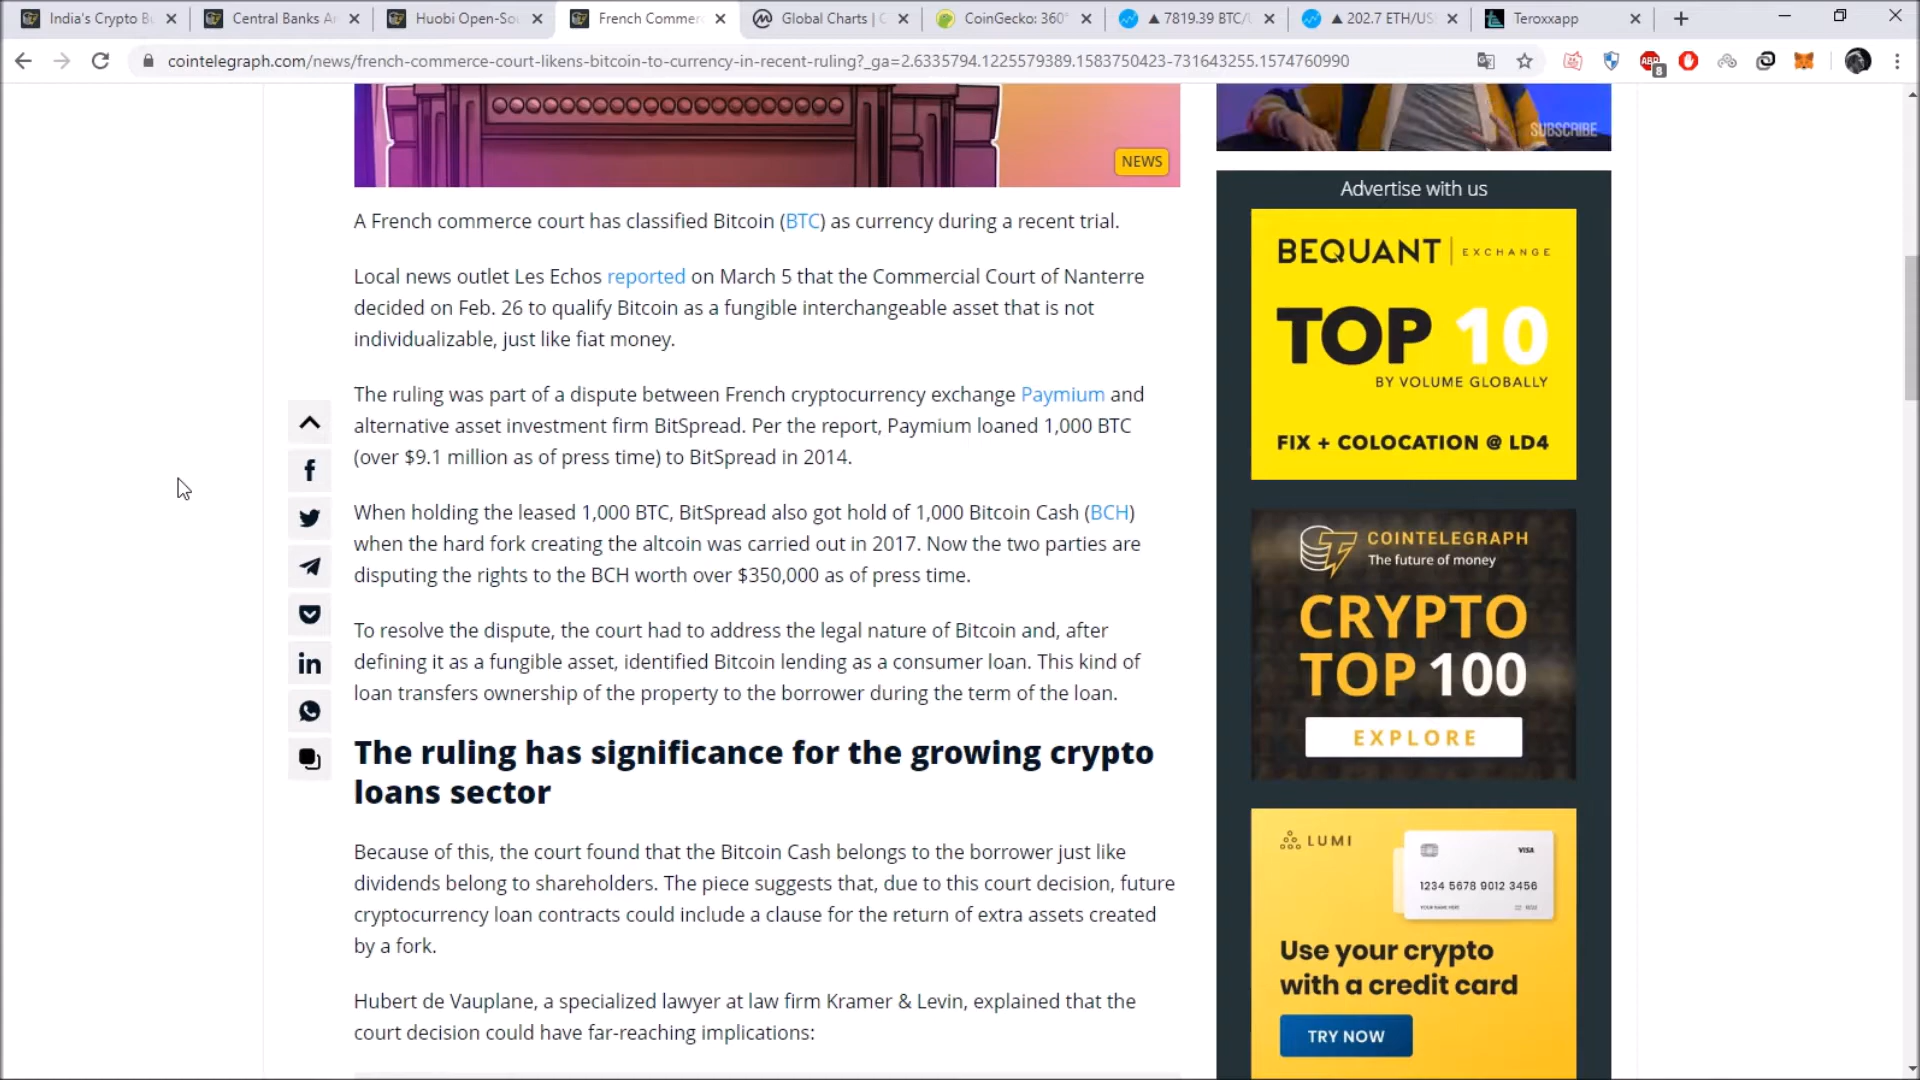 India's Crypto Bu
Central Banks Ar
Huobi Open-Sou
French Commerc
Global Charts | C
CoinGecko: 360°
▲ 7819.39 BTC/U
▲ 202.7 ETH/US
Teroxxapp
cointelegraph.com/news/french-commerce-court-likens-bitcoin-to-currency-in-recent-ruling?_ga=2.6335794.1225579389.1583750423-731643255.1574760990
ABP
8
NEWS
SUBSCRIBE
A French commerce court has classified Bitcoin (BTC) as currency during a recent trial.
Local news outlet Les Echos reported on March 5 that the Commercial Court of Nanterre
decided on Feb. 26 to qualify Bitcoin as a fungible interchangeable asset that is not
individualizable, just like fiat money.
The ruling was part of a dispute between French cryptocurrency exchange Paymium and
alternative asset investment firm BitSpread. Per the report, Paymium loaned 1,000 BTC
(over $9.1 million as of press time) to BitSpread in 2014.
When holding the leased 1,000 BTC, BitSpread also got hold of 1,000 Bitcoin Cash (BCH)
when the hard fork creating the altcoin was carried out in 2017. Now the two parties are
disputing the rights to the BCH worth over $350,000 as of press time.
To resolve the dispute, the court had to address the legal nature of Bitcoin and, after
defining it as a fungible asset, identified Bitcoin lending as a consumer loan. This kind of
loan transfers ownership of the property to the borrower during the term of the loan.
The ruling has significance for the growing crypto
loans sector
Because of this, the court found that the Bitcoin Cash belongs to the borrower just like
dividends belong to shareholders. The piece suggests that, due to this court decision, future
cryptocurrency loan contracts could include a clause for the return of extra assets created
by a fork.
Hubert de Vauplane, a specialized lawyer at law firm Kramer & Levin, explained that the
court decision could have far-reaching implications:
Advertise with us
BEQUANT | EXCHANGE
TOP 10
BY VOLUME GLOBALLY
FIX + COLOCATION @ LD4
COINTELEGRAPH
The future of money
CRYPTO
TOP 100
EXPLORE
LUMI
VISA
1234 5678 9012 3456
YOUR NAME HERE
Use your crypto
with a credit card
TRY NOW